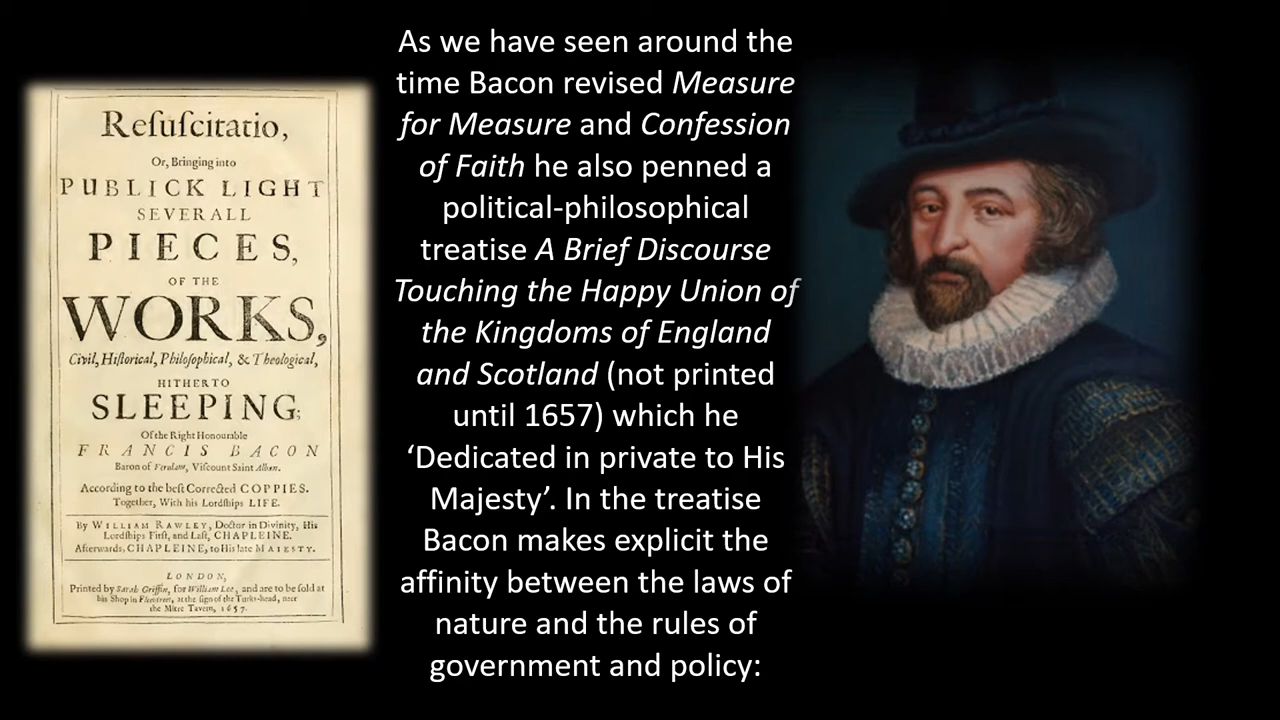 Reſuſcitatio,
Or, Bringing into
PUBLICK LIGHT
SEVERALL
PIECES,
OF THE
WORKS,
Civil, Hiſtorical, Philoſophical, & Theological,
HITHERTO
SLEEPING;
Of the Right Honourable
FRANCIS BACON
Baron of Verulam, Viſcount Saint Alban.
According to the beſt Corrected COPPIES.
Together, With his Lordſhips LIFE.
By WILLIAM RAWLEY, Doctor in Divinity, His
Lordſhips Firſt, and Laſt, CHAPLEINE.
Afterwards, CHAPLEINE, to His late MAIESTY.
LONDON,
Printed by Sarah Griffin, for William Lee, and are to be ſold at
his Shop in Fleetſtreet, at the ſign of the Turks-head, neer
the Mitre Tavern, 1657.
As we have seen around the
time Bacon revised Measure
for Measure and Confession
of Faith he also penned a
political-philosophical
treatise A Brief Discourse
Touching the Happy Union of
the Kingdoms of England
and Scotland (not printed
until 1657) which he
‘Dedicated in private to His
Majesty’. In the treatise
Bacon makes explicit the
affinity between the laws of
nature and the rules of
government and policy: